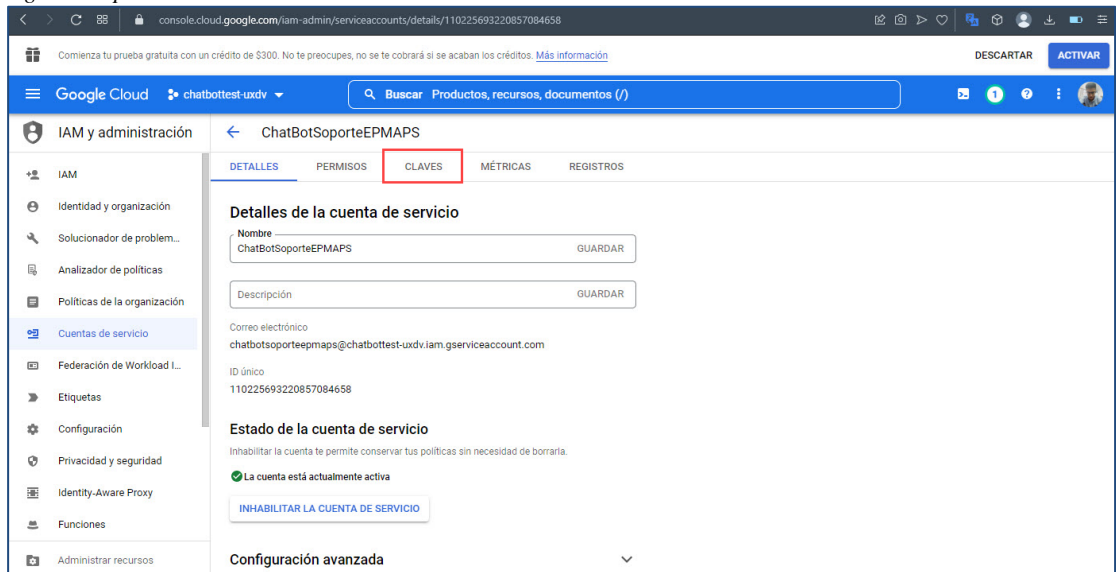 console.cloud.google.com/iam-admin/serviceaccounts/details/110225693220857084658
Comienza tu prueba gratuita con un crédito de $300. No te preocupes, no se te cobrará si se acaban los créditos. Más información
DESCARTAR
ACTIVAR
Google Cloud
chatbottest-uxdv
Buscar Productos, recursos, documentos (/)
1
IAM y administración
ChatBotSoporteEPMAPS
DETALLES
PERMISOS
CLAVES
MÉTRICAS
REGISTROS
IAM
Identidad y organización
Solucionador de problem...
Analizador de políticas
Políticas de la organización
Cuentas de servicio
Federación de Workload I...
Etiquetas
Configuración
Privacidad y seguridad
Identity-Aware Proxy
Funciones
Administrar recursos
Detalles de la cuenta de servicio
Nombre
ChatBotSoporteEPMAPS
GUARDAR
Descripción
GUARDAR
Correo electrónico
chatbotsoporteepmaps@chatbottest-uxdv.iam.gserviceaccount.com
ID único
110225693220857084658
Estado de la cuenta de servicio
Inhabilitar la cuenta te permite conservar tus políticas sin necesidad de borrarla.
La cuenta está actualmente activa
INHABILITAR LA CUENTA DE SERVICIO
Configuración avanzada